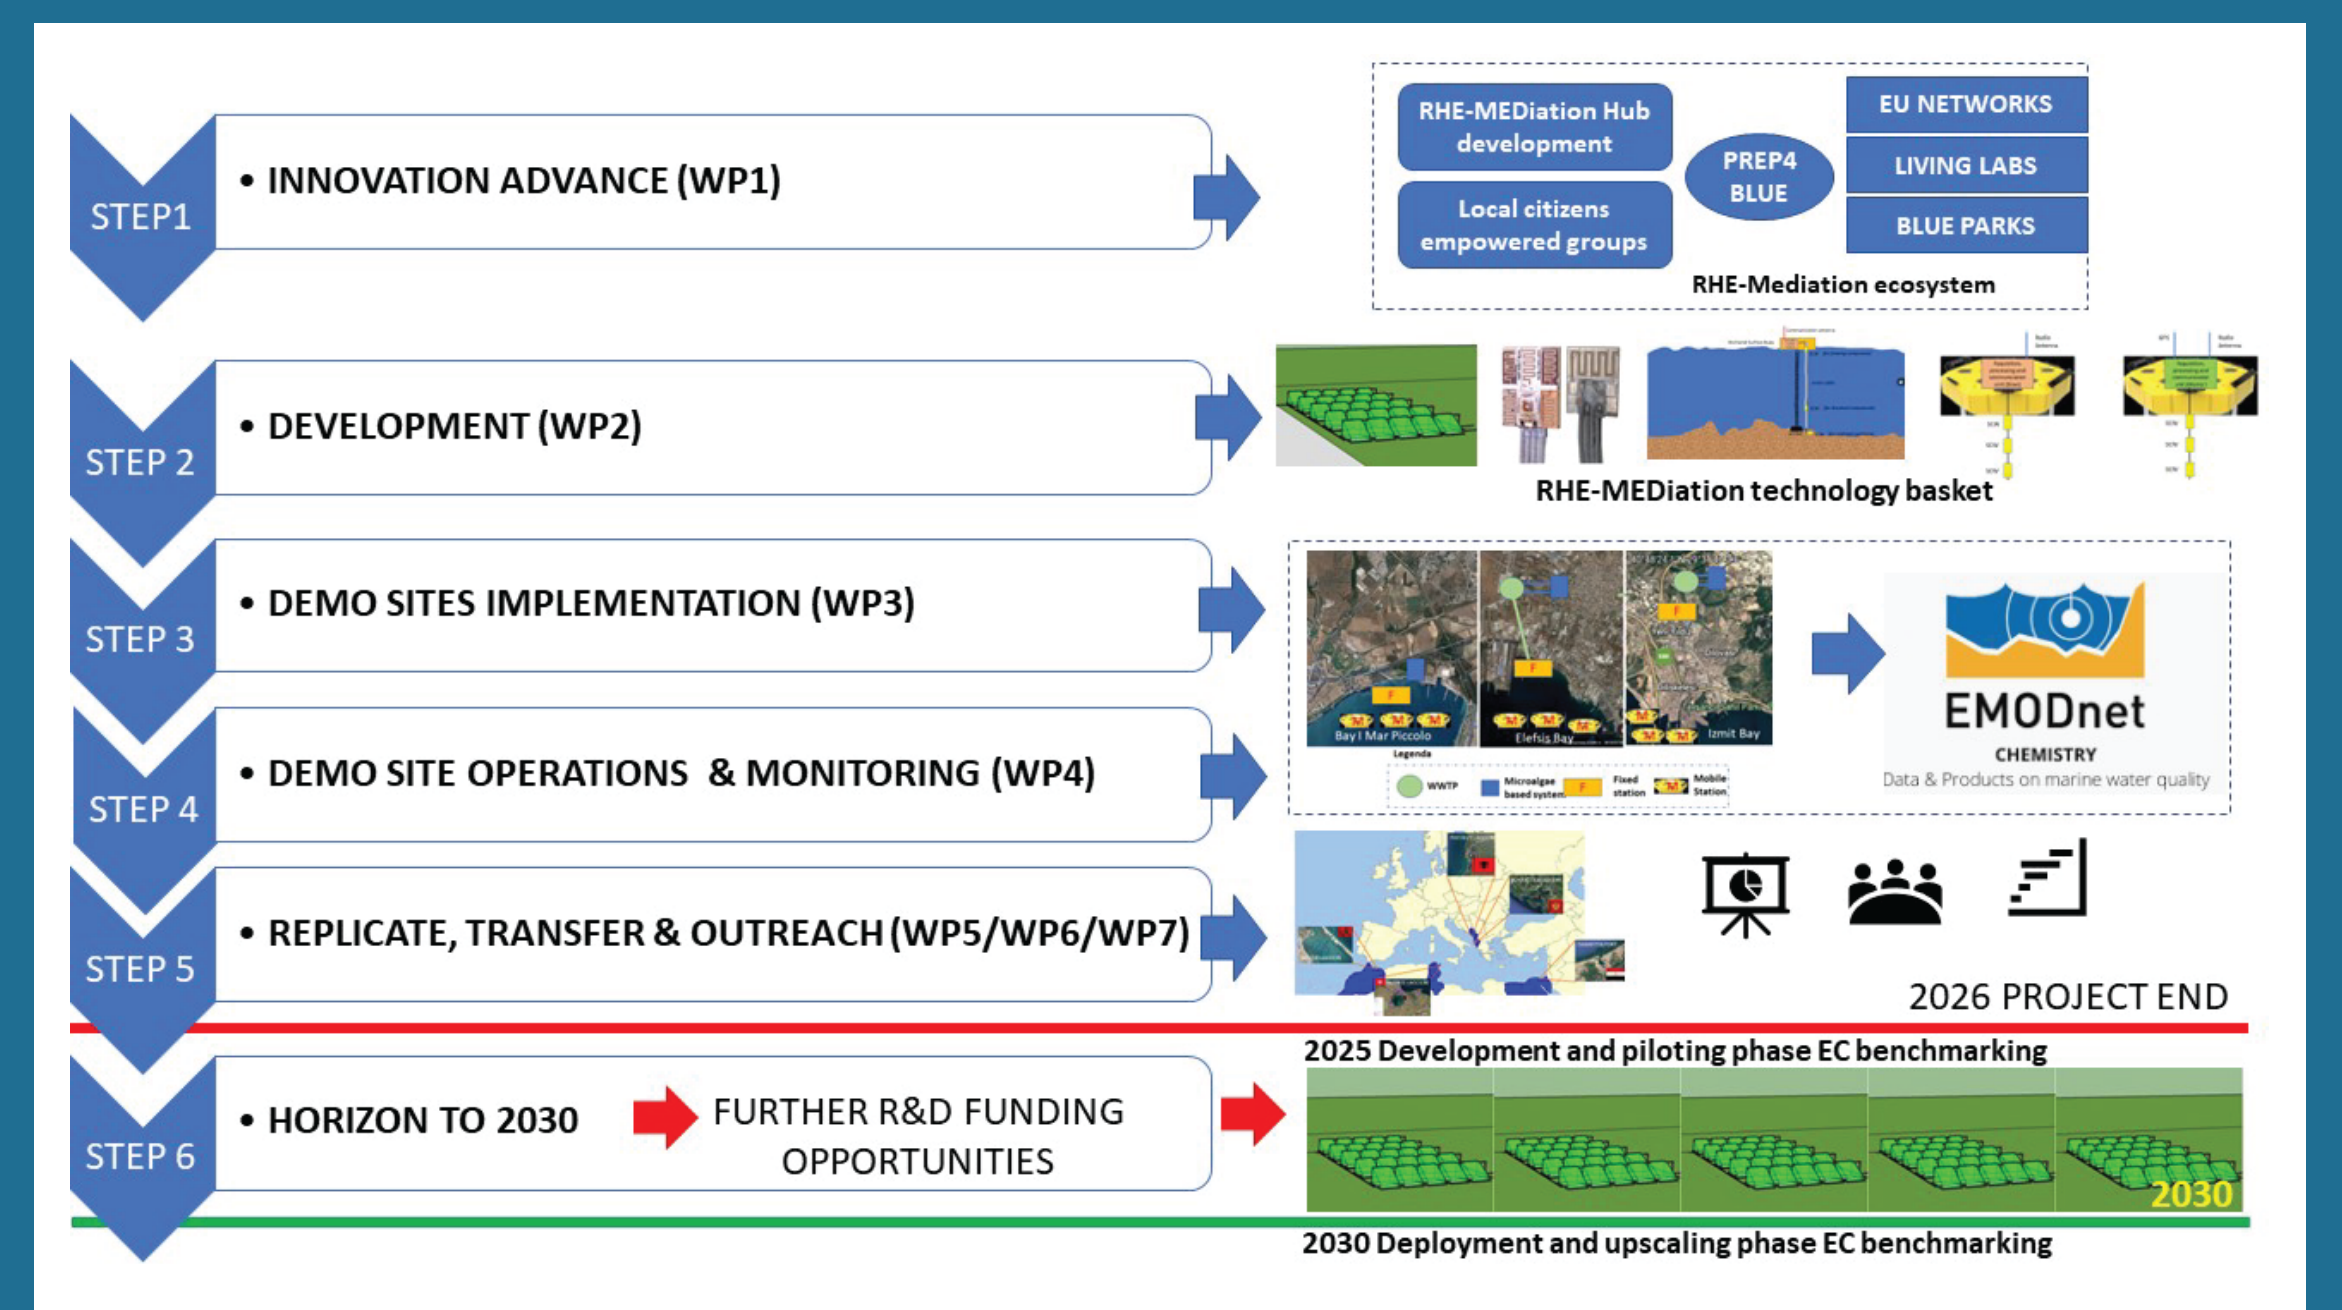 STEP1
• INNOVATION ADVANCE (WP1)
RHE-MEDiation Hub
development
Local citizens
empowered groups
PREP4
BLUE
EU NETWORKS
LIVING LABS
BLUE PARKS
RHE-Mediation ecosystem
STEP 2
• DEVELOPMENT (WP2)
Radio
Antenna
GPS
Radio
Antenna
RHE-MEDiation technology basket
STEP 3
• DEMO SITES IMPLEMENTATION (WP3)
F
M M M
Bay I Mar Piccolo
F
M M M
Elefsis Bay
F
M
M M
Izmit Bay
Legenda
WWTP
Microalgae
based system
F
Fixed
station
M
Mobile
Station
EMODnet
CHEMISTRY
Data & Products on marine water quality
STEP 4
• DEMO SITE OPERATIONS & MONITORING (WP4)
STEP 5
• REPLICATE, TRANSFER & OUTREACH (WP5/WP6/WP7)
2026 PROJECT END
2025 Development and piloting phase EC benchmarking
STEP 6
• HORIZON TO 2030
FURTHER R&D FUNDING
OPPORTUNITIES
2030
2030 Deployment and upscaling phase EC benchmarking